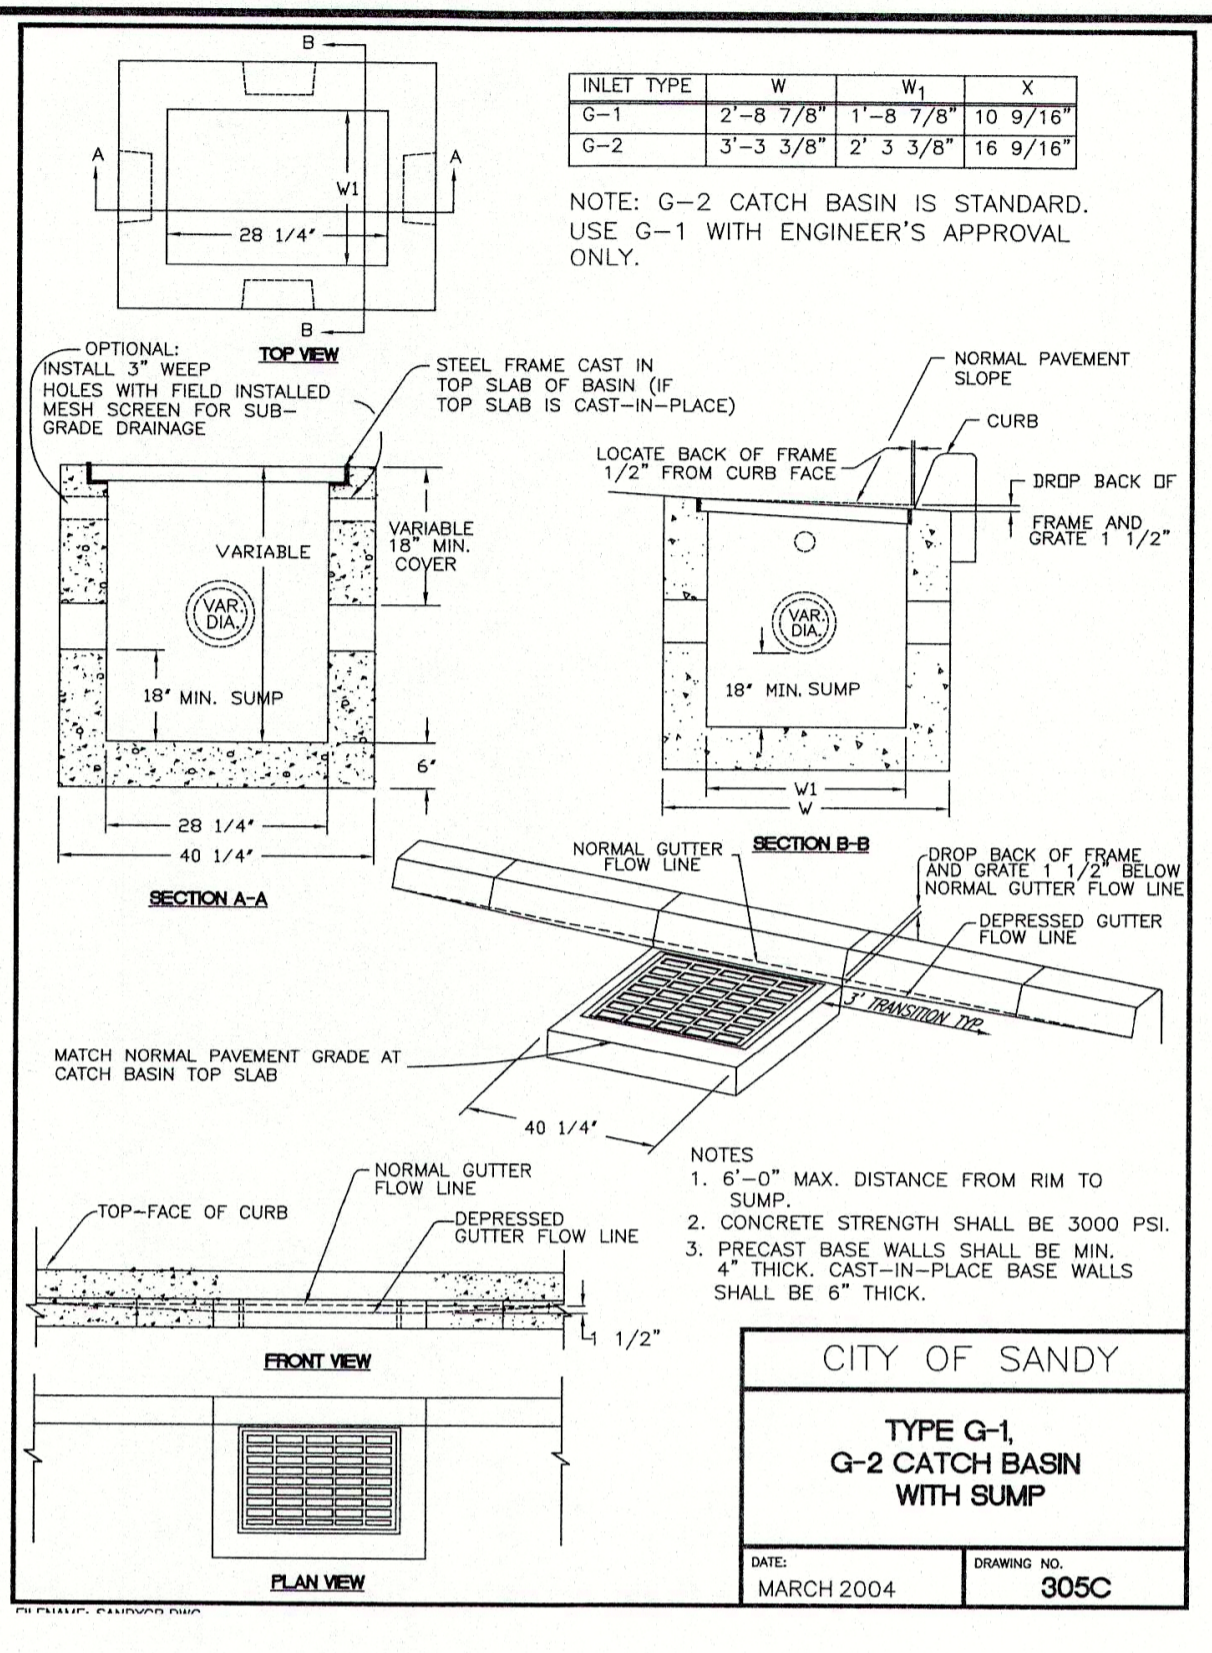 B
A
A
W1
28 1/4"
B
TOP VIEW
INLET TYPE W W1 X
G-1 2'-8 7/8" 1'-8 7/8" 10 9/16"
G-2 3'-3 3/8" 2' 3 3/8" 16 9/16"
NOTE: G-2 CATCH BASIN IS STANDARD.
USE G-1 WITH ENGINEER'S APPROVAL
ONLY.
OPTIONAL:
INSTALL 3" WEEP
HOLES WITH FIELD INSTALLED
MESH SCREEN FOR SUB-
GRADE DRAINAGE
STEEL FRAME CAST IN
TOP SLAB OF BASIN (IF
TOP SLAB IS CAST-IN-PLACE)
VARIABLE
VARIABLE
18" MIN.
COVER
VAR.
DIA.
18" MIN. SUMP
6"
28 1/4"
40 1/4"
SECTION A-A
NORMAL PAVEMENT
SLOPE
CURB
LOCATE BACK OF FRAME
1/2" FROM CURB FACE
DROP BACK OF
FRAME AND
GRATE 1 1/2"
VAR.
DIA.
18" MIN. SUMP
W1
W
SECTION B-B
NORMAL GUTTER
FLOW LINE
DROP BACK OF FRAME
AND GRATE 1 1/2" BELOW
NORMAL GUTTER FLOW LINE
DEPRESSED GUTTER
FLOW LINE
3' TRANSITION TYP.
MATCH NORMAL PAVEMENT GRADE AT
CATCH BASIN TOP SLAB
40 1/4"
NORMAL GUTTER
FLOW LINE
TOP-FACE OF CURB
DEPRESSED
GUTTER FLOW LINE
1 1/2"
FRONT VIEW
PLAN VIEW
NOTES
1. 6'-0" MAX. DISTANCE FROM RIM TO
SUMP.
2. CONCRETE STRENGTH SHALL BE 3000 PSI.
3. PRECAST BASE WALLS SHALL BE MIN.
4" THICK. CAST-IN-PLACE BASE WALLS
SHALL BE 6" THICK.
CITY OF SANDY
TYPE G-1,
G-2 CATCH BASIN
WITH SUMP
DATE:
MARCH 2004
DRAWING NO.
305C
FILENAME: SANDYCB.DWG